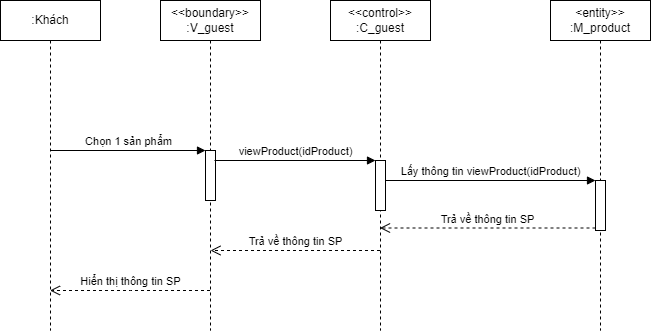 :Khách
<<boundary>>
:V_guest
<<control>>
:C_guest
<entity>>
:M_product
Chọn 1 sản phẩm
viewProduct(idProduct)
Lấy thông tin viewProduct(idProduct)
Trả về thông tin SP
Trả về thông tin SP
Hiển thị thông tin SP